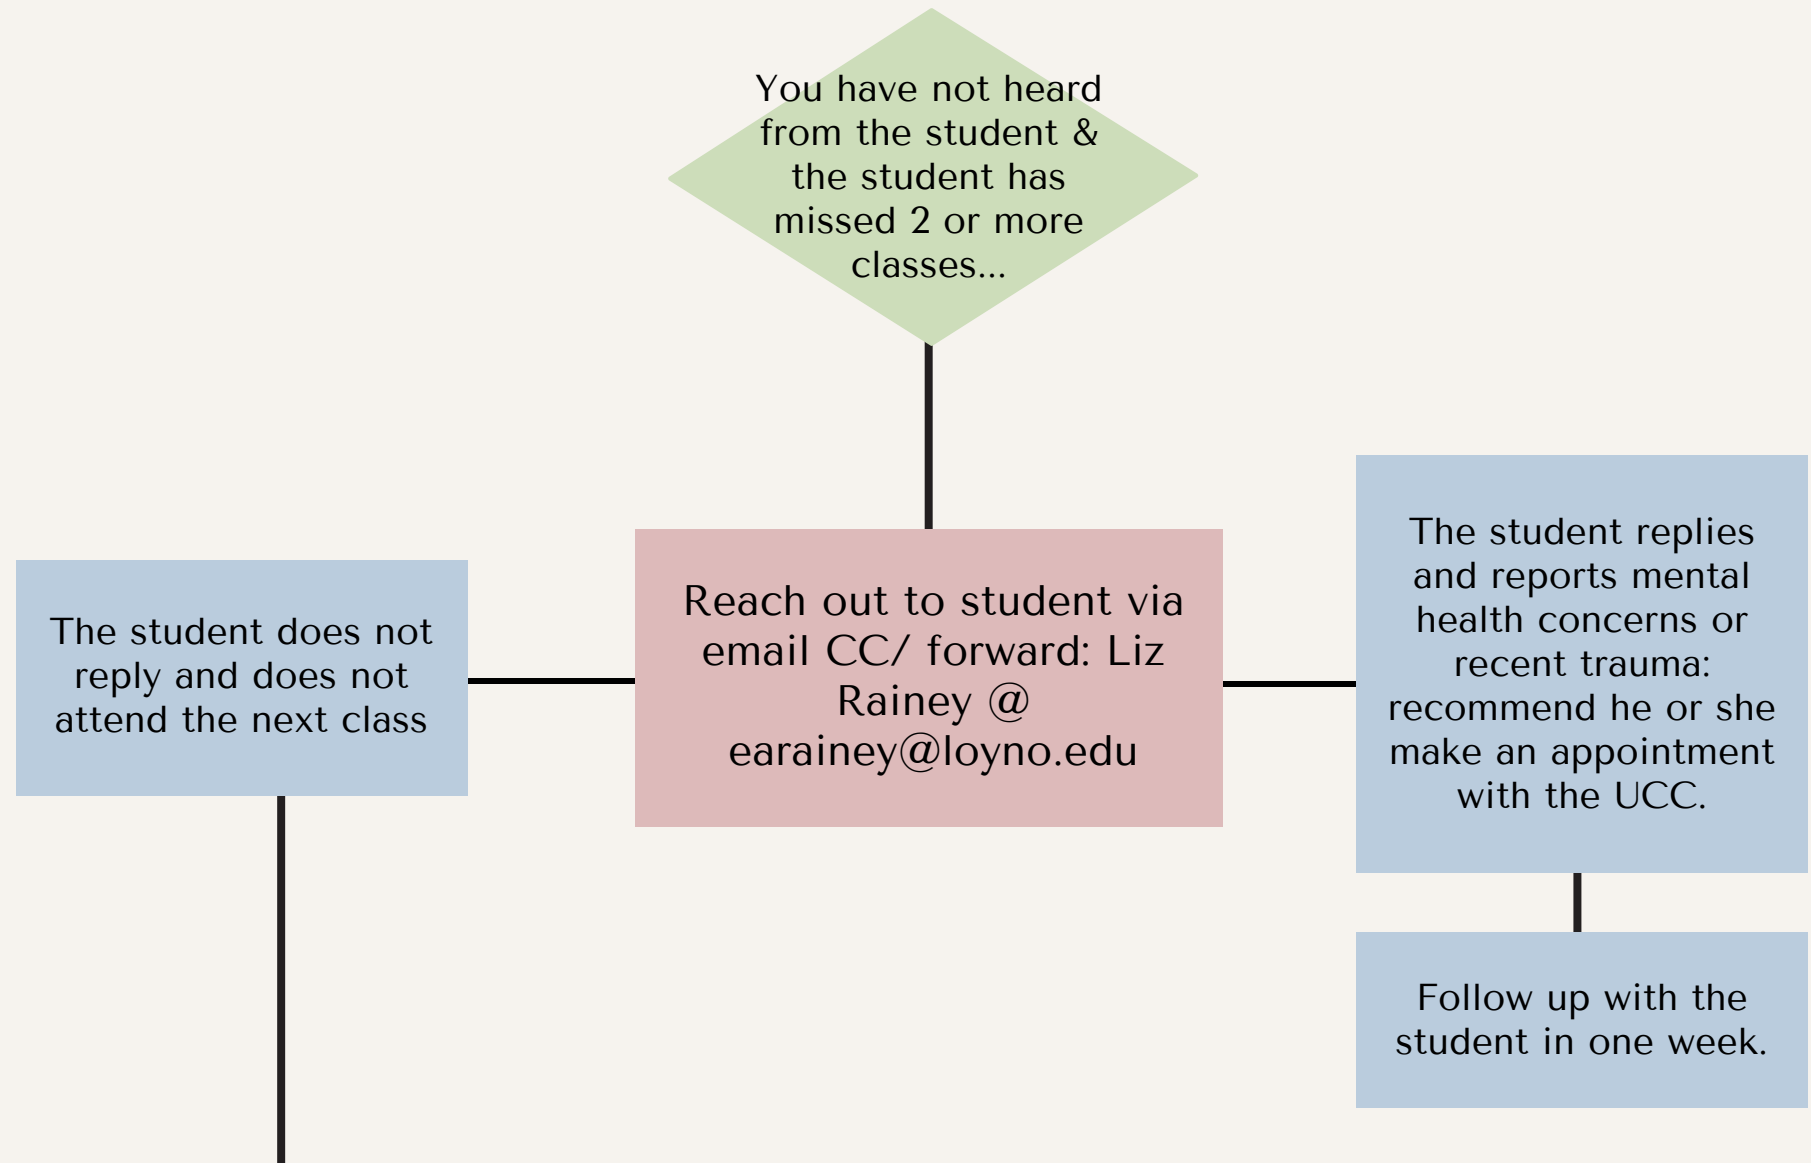 You have not heard
from the student &
the student has
missed 2 or more
classes...
The student does not
reply and does not
attend the next class
Reach out to student via
email CC/ forward: Liz
Rainey @
earainey@loyno.edu
The student replies
and reports mental
health concerns or
recent trauma:
recommend he or she
make an appointment
with the UCC.
Follow up with the
student in one week.